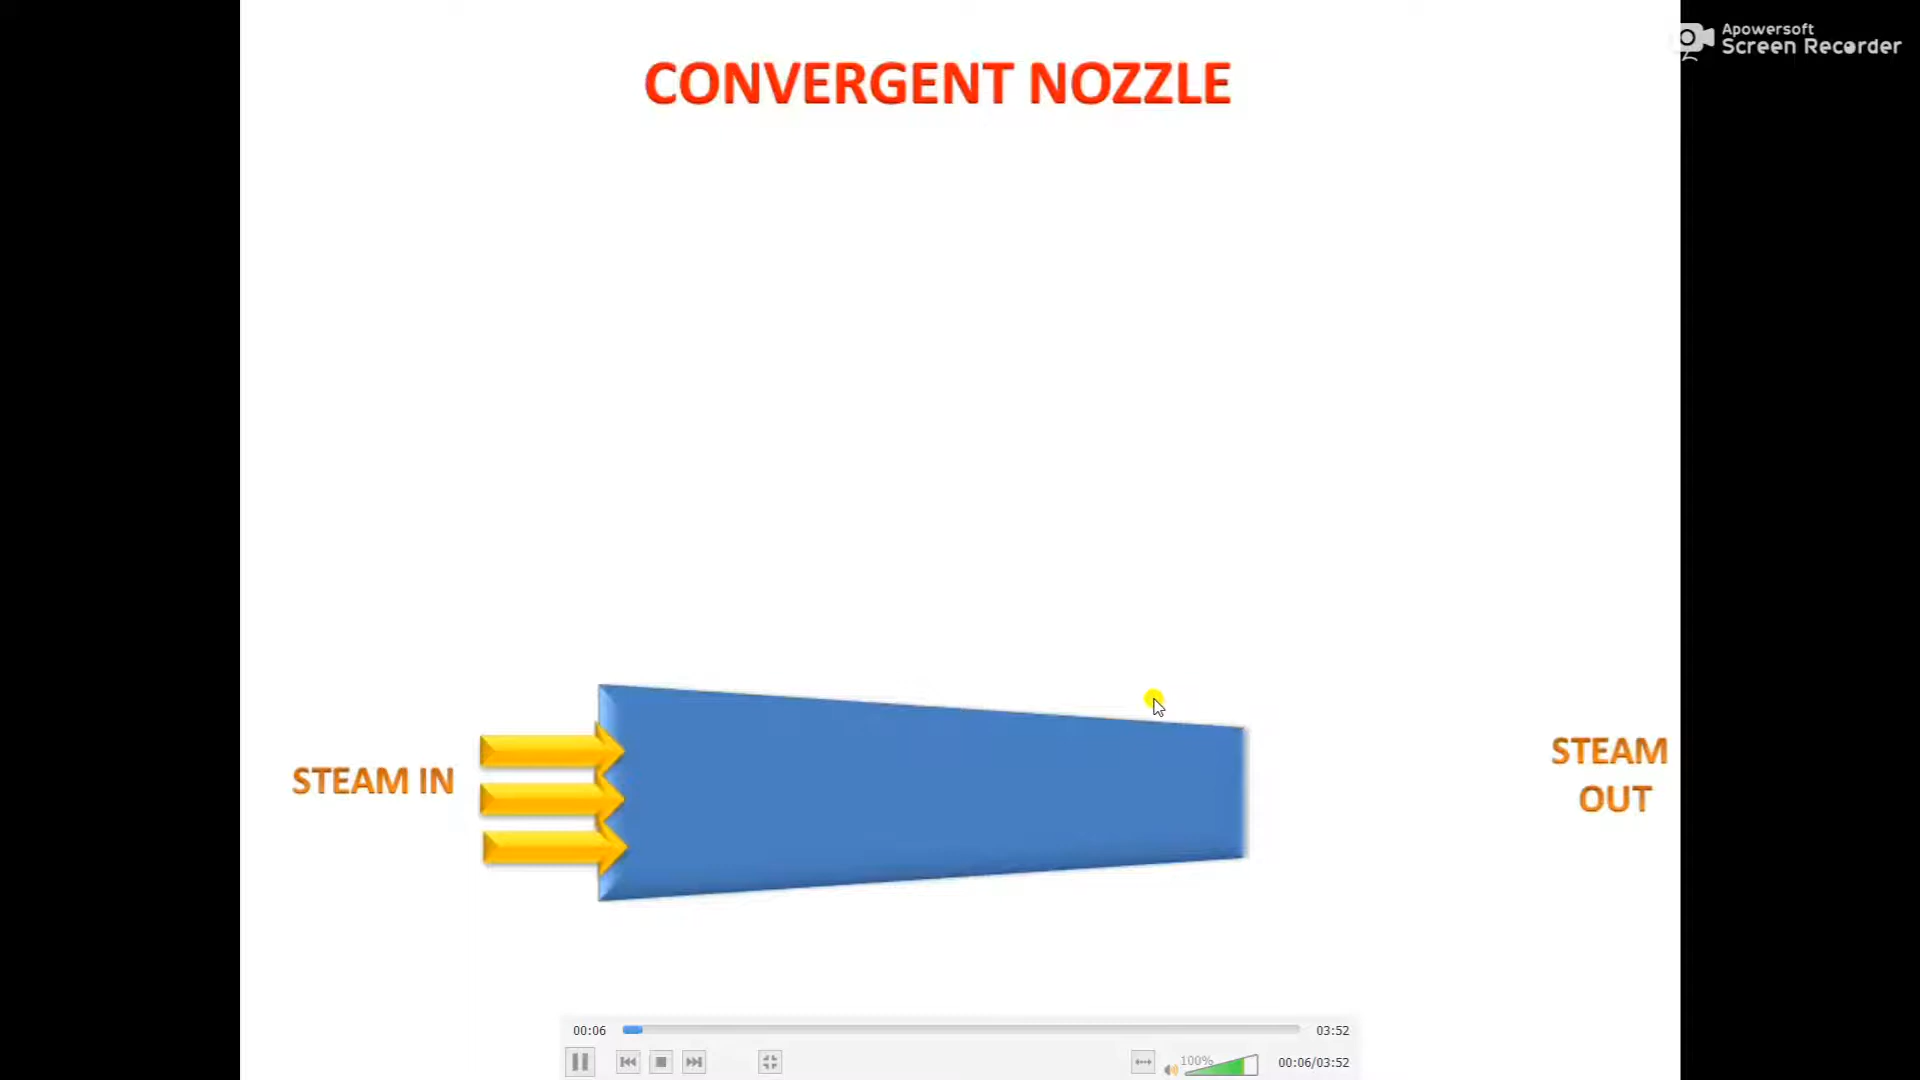 Apowersoft
Screen Recorder
CONVERGENT NOZZLE
STEAM IN
STEAM
OUT
00:06
03:52
100%
00:06/03:52